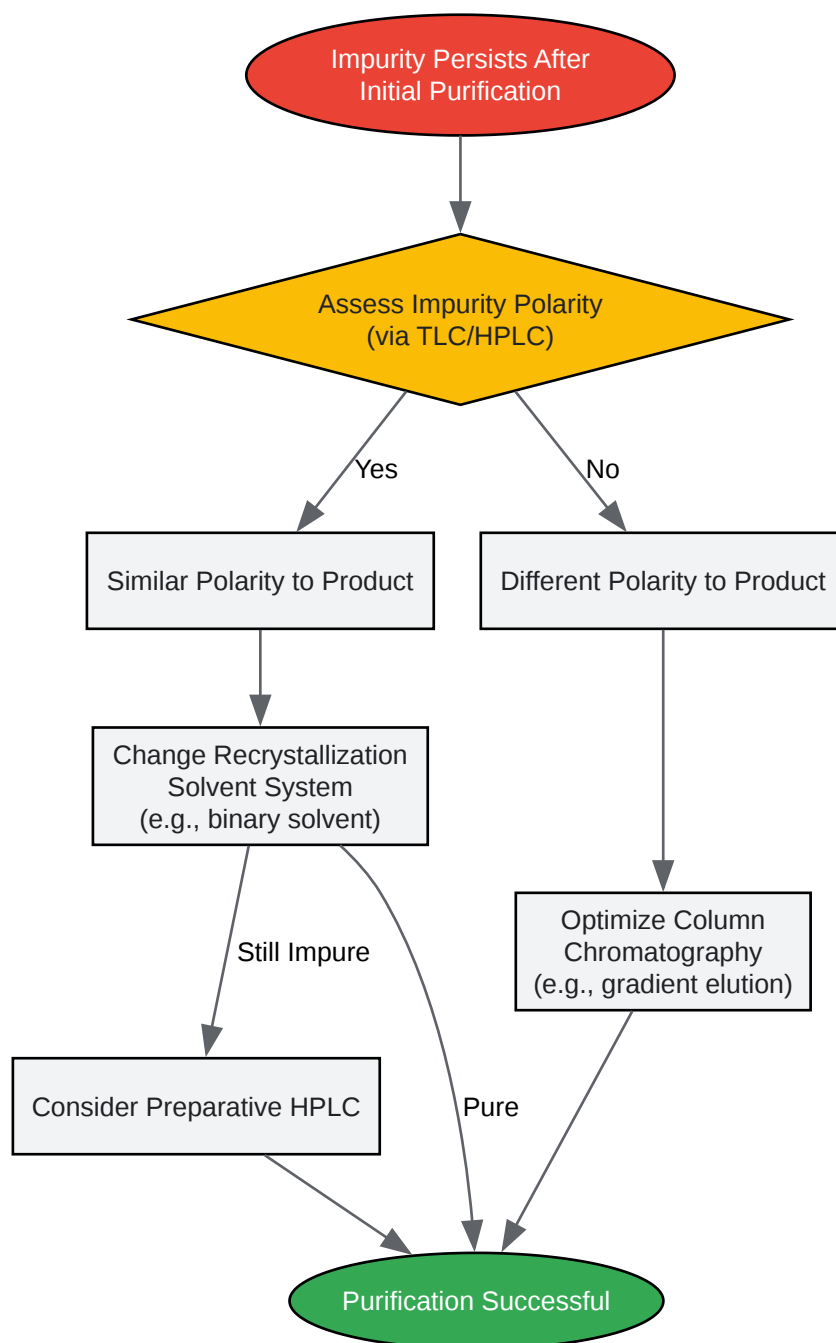 Impurity Persists After
Initial Purification
Assess Impurity Polarity
(via TLC/HPLC)
Yes
No
Similar Polarity to Product
Different Polarity to Product
Change Recrystallization
Solvent System
(e.g., binary solvent)
Optimize Column
Chromatography
(e.g., gradient elution)
Still Impure
Consider Preparative HPLC
Pure
Purification Successful